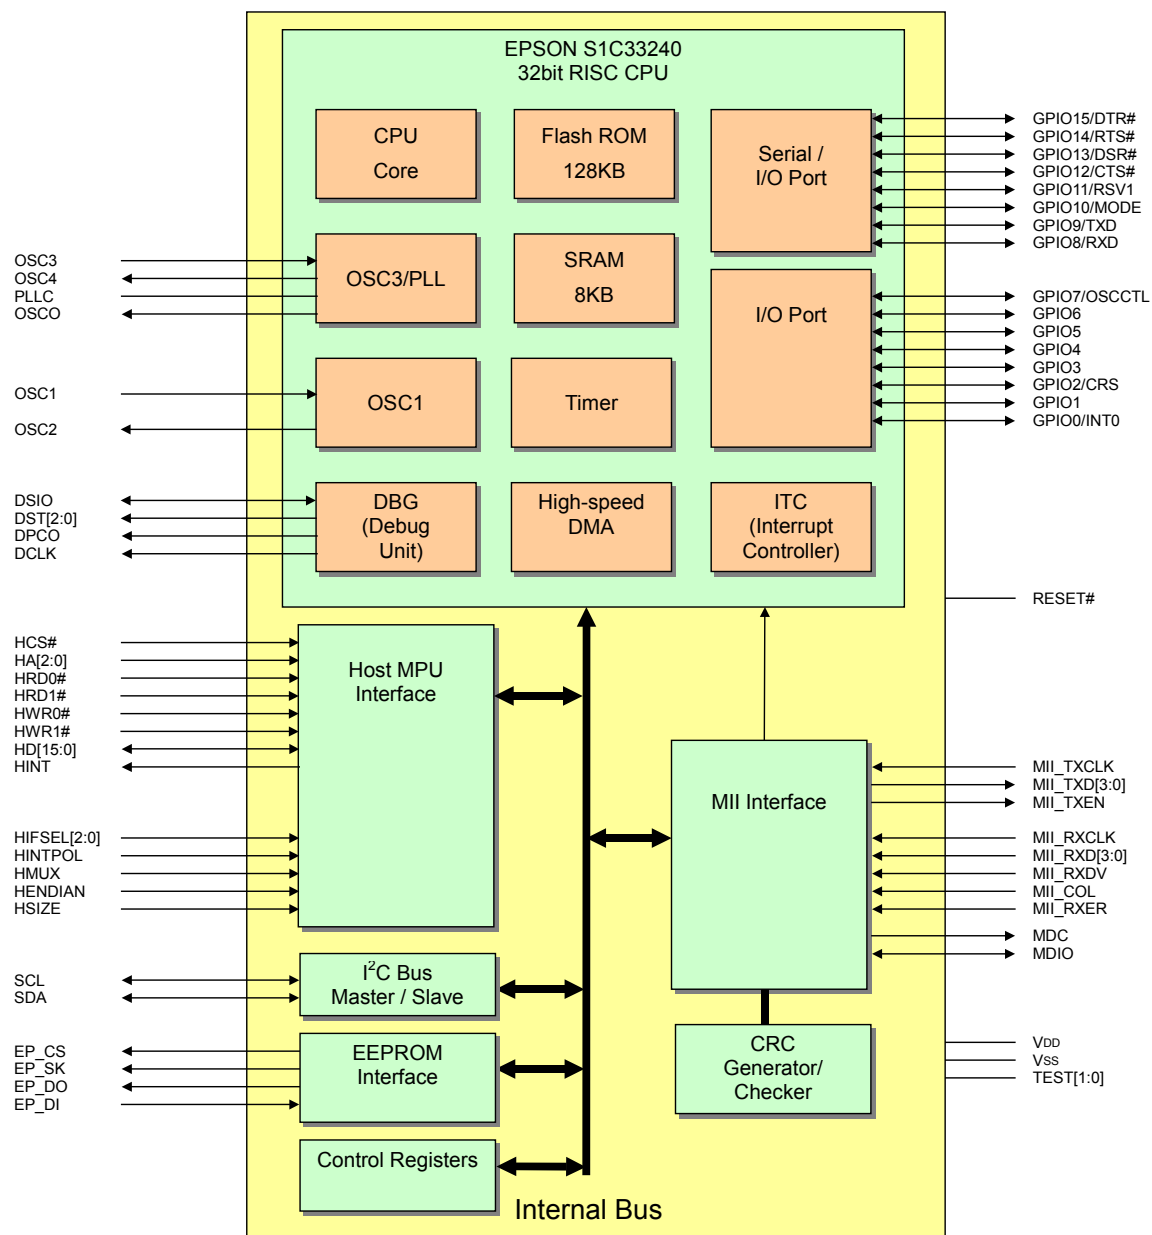 EPSON S1C33240
32bit RISC CPU
CPU
Core
Flash ROM
128KB
Serial /
I/O Port
OSC3/PLL
SRAM
8KB
I/O Port
OSC1
Timer
DBG
(Debug
Unit)
High-speed
DMA
ITC
(Interrupt
Controller)
OSC3
OSC4
PLLC
OSCO
OSC1
OSC2
DSIO
DST[2:0]
DPCO
DCLK
GPIO15/DTR#
GPIO14/RTS#
GPIO13/DSR#
GPIO12/CTS#
GPIO11/RSV1
GPIO10/MODE
GPIO9/TXD
GPIO8/RXD
GPIO7/OSCCTL
GPIO6
GPIO5
GPIO4
GPIO3
GPIO2/CRS
GPIO1
GPIO0/INT0
RESET#
HCS#
HA[2:0]
HRD0#
HRD1#
HWR0#
HWR1#
HD[15:0]
HINT
HIFSEL[2:0]
HINTPOL
HMUX
HENDIAN
HSIZE
Host MPU
Interface
MII Interface
MII_TXCLK
MII_TXD[3:0]
MII_TXEN
MII_RXCLK
MII_RXD[3:0]
MII_RXDV
MII_COL
MII_RXER
MDC
MDIO
SCL
SDA
I²C Bus
Master / Slave
EP_CS
EP_SK
EP_DO
EP_DI
EEPROM
Interface
CRC
Generator/
Checker
VDD
VSS
TEST[1:0]
Control Registers
Internal Bus